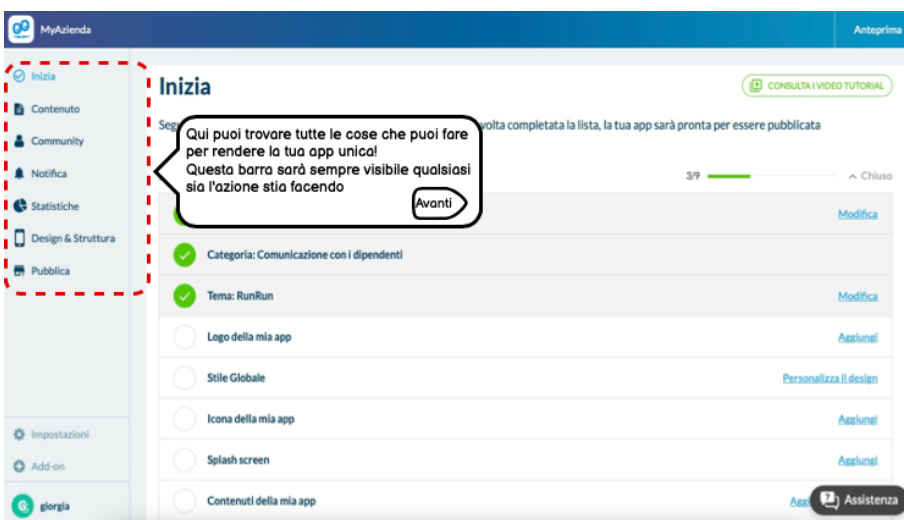 MyAzienda
Anteprima
Inizia
Contenuto
Community
Notifica
Statistiche
Design & Struttura
Pubblica
Impostazioni
Add-on
giorgia
Inizia
CONSULTA I VIDEO TUTORIAL
volta completata la lista, la tua app sarà pronta per essere pubblicata
Qui puoi trovare tutte le cose che puoi fare
per rendere la tua app unica!
Questa barra sarà sempre visibile qualsiasi
sia l'azione stia facendo
Avanti
3/9
Chiuso
Modifica
Categoria: Comunicazione con i dipendenti
Tema: RunRun
Modifica
Logo della mia app
Aggiungi
Stile Globale
Personalizza il design
Icona della mia app
Aggiungi
Splash screen
Aggiungi
Contenuti della mia app
Assistenza